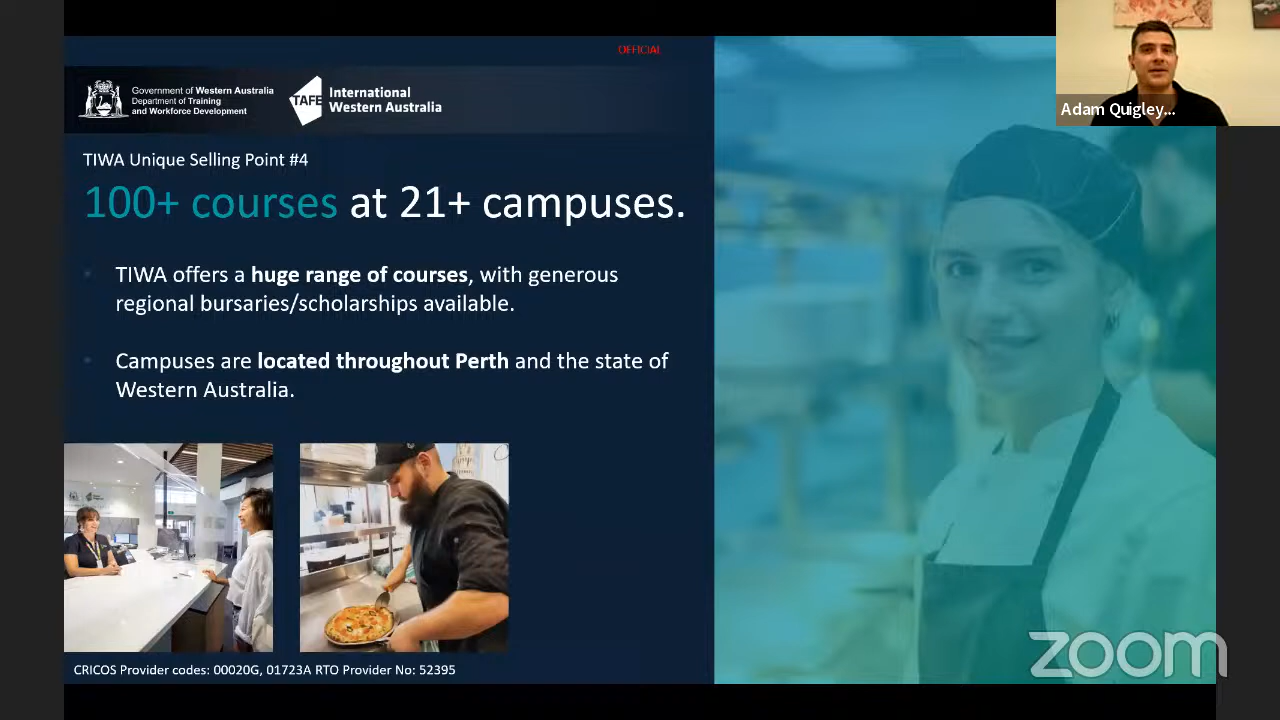 OFFICIAL
Government of Western Australia
Department of Training
and Workforce Development
TAFE
International
Western Australia
Adam Quigley...
TIWA Unique Selling Point #4
100+ courses at 21+ campuses.
TIWA offers a huge range of courses, with generous
regional bursaries/scholarships available.
Campuses are located throughout Perth and the state of
Western Australia.
CRICOS Provider codes: 00020G, 01723A RTO Provider No: 52395
zoom